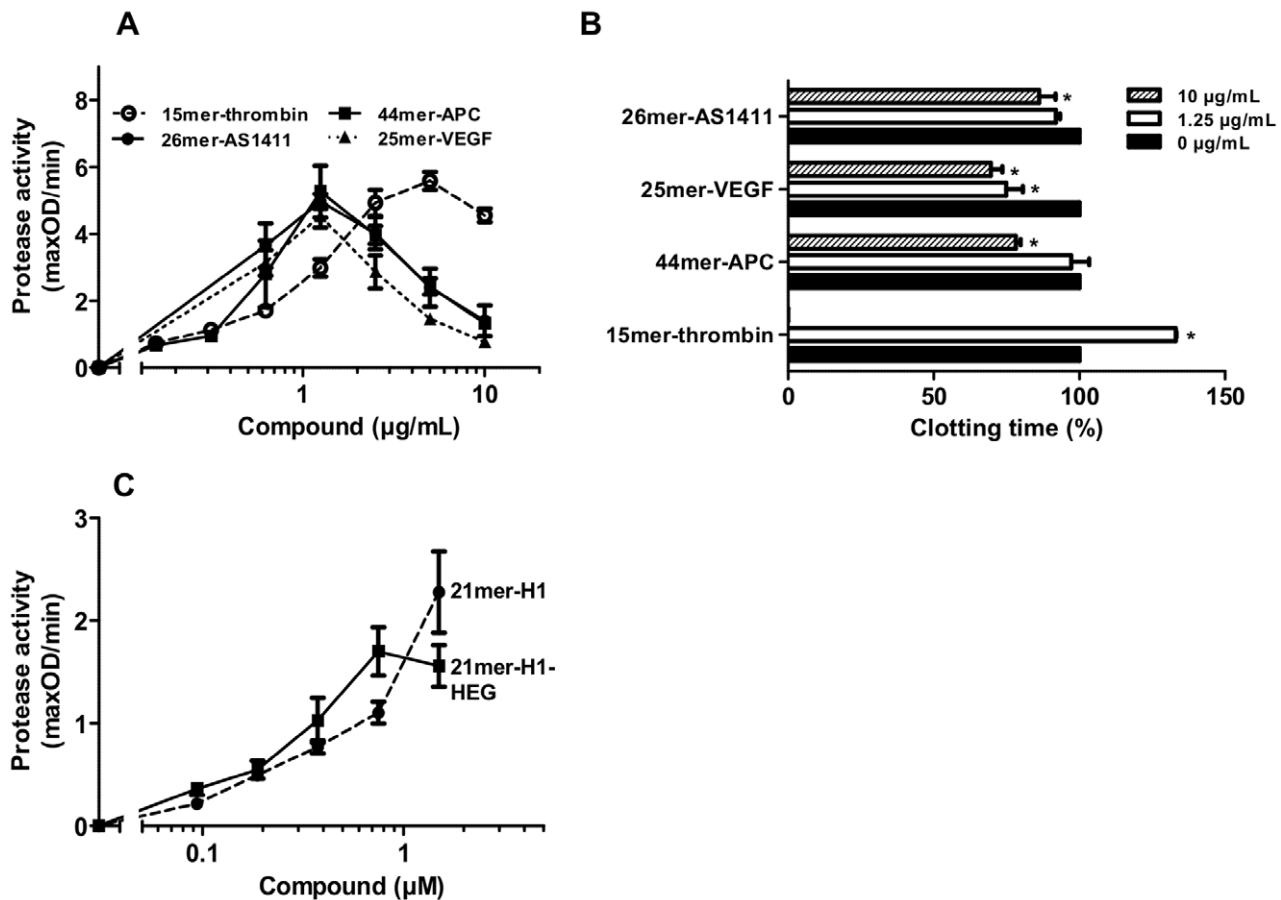 A
Protease activity
(maxOD/min)
8
6
4
2
0
15mer-thrombin
26mer-AS1411
44mer-APC
25mer-VEGF
1
10
Compound (µg/mL)
B
26mer-AS1411
25mer-VEGF
44mer-APC
15mer-thrombin
*
*
*
*
*
10 µg/mL
1.25 µg/mL
0 µg/mL
0
50
100
150
Clotting time (%)
C
Protease activity
(maxOD/min)
3
2
1
0
21mer-H1
21mer-H1-
HEG
0.1
1
Compound (µM)